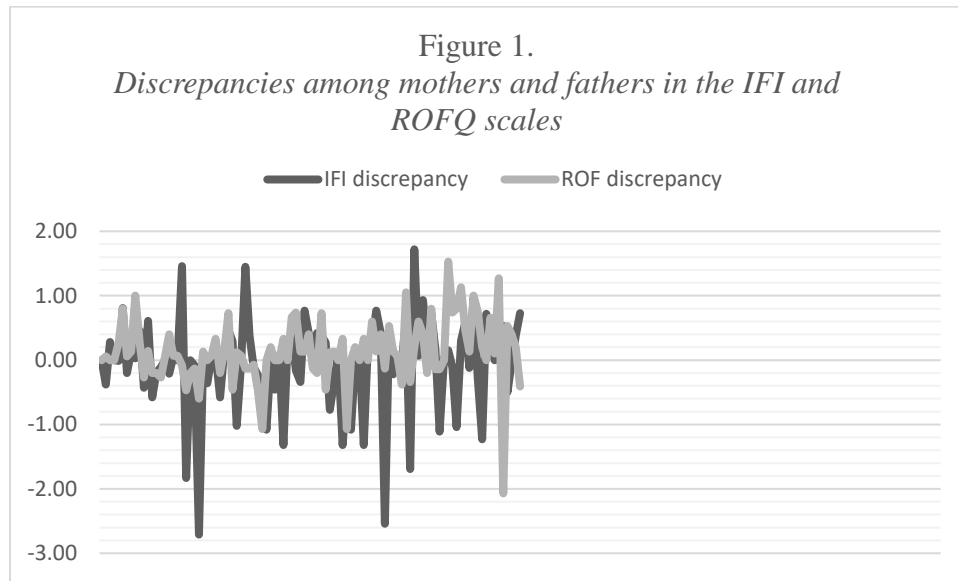 Figure 1.
Discrepancies among mothers and fathers in the IFI and
ROFQ scales
IFI discrepancy ROF discrepancy
2.00
1.00
0.00
-1.00
-2.00
-3.00